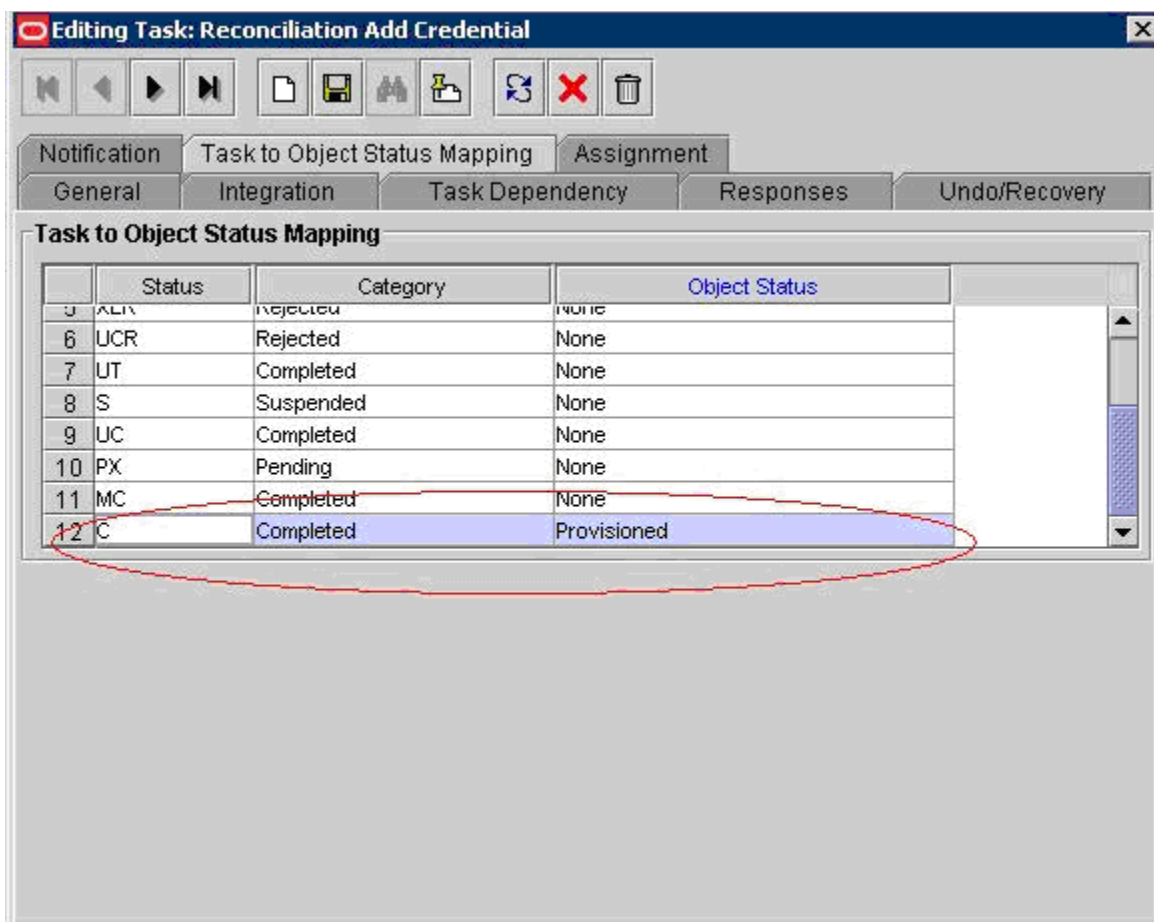 Editing Task: Reconciliation Add Credential
Notification Task to Object Status Mapping Assignment
General Integration Task Dependency Responses Undo/Recovery
Task to Object Status Mapping
Status Category Object Status
Rejected None
6 UCR Rejected None
7 UT Completed None
8 S Suspended None
9 UC Completed None
10 PX Pending None
11 MC Completed None
12 C Completed Provisioned